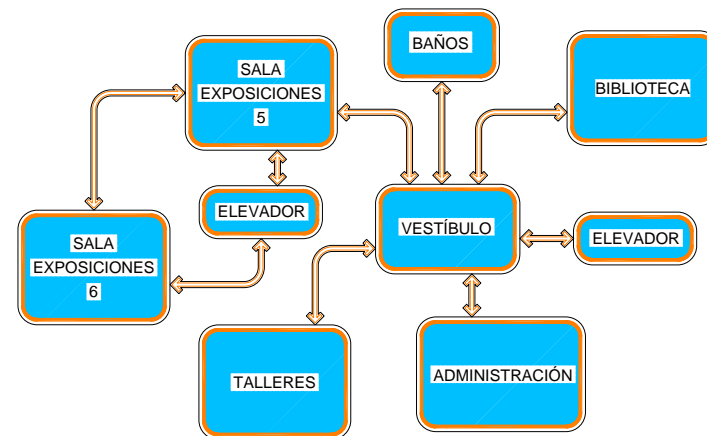 BAÑOS
SALA
EXPOSICIONES
5
BIBLIOTECA
ELEVADOR
VESTÍBULO
SALA
EXPOSICIONES
6
ELEVADOR
TALLERES
ADMINISTRACIÓN